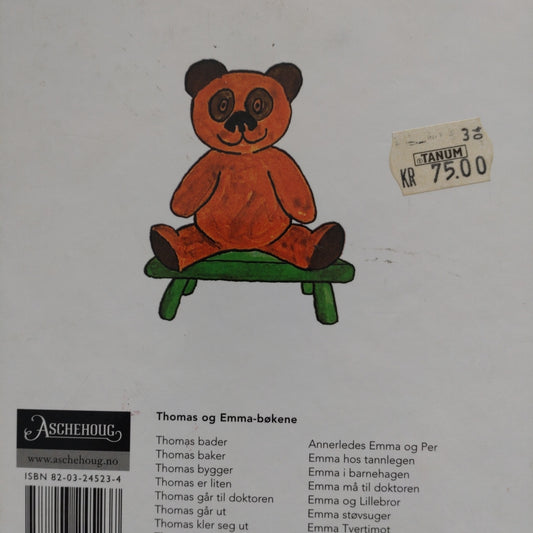 3
TANUM
KR 75.00
ASCHEHOUG
www.aschehoug.no
ISBN 82-03-24523-4
Thomas og Emma-bøkene
Thomas bader
Thomas baker
Thomas bygger
Thomas er liten
Thomas går til doktoren
Thomas går ut
Thomas kler seg ut
Annerledes Emma og Per
Emma hos tannlegen
Emma i barnehagen
Emma må til doktoren
Emma og Lillebror
Emma støvsuger
Emma Tvertimot